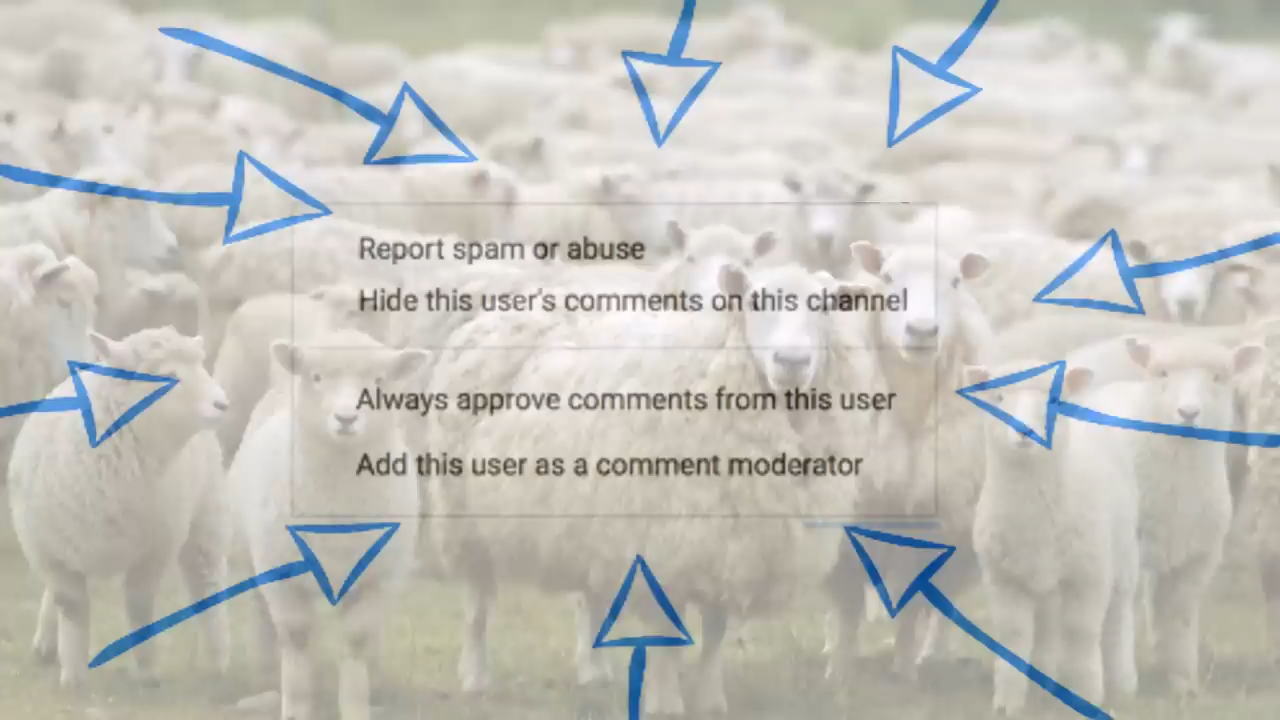 Report spam or abuse
Hide this user's comments on this channel
Always approve comments from this user
Add this user as a comment moderator